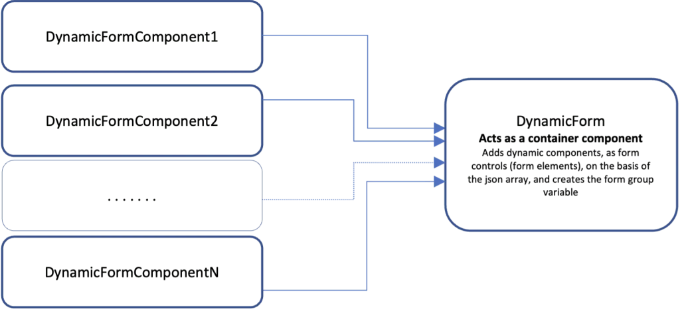 DynamicFormComponent1
DynamicFormComponent2
.......
DynamicFormComponentN
DynamicForm
Acts as a container component
Adds dynamic components, as form
controls (form elements), on the basis of
the json array, and creates the form group
variable